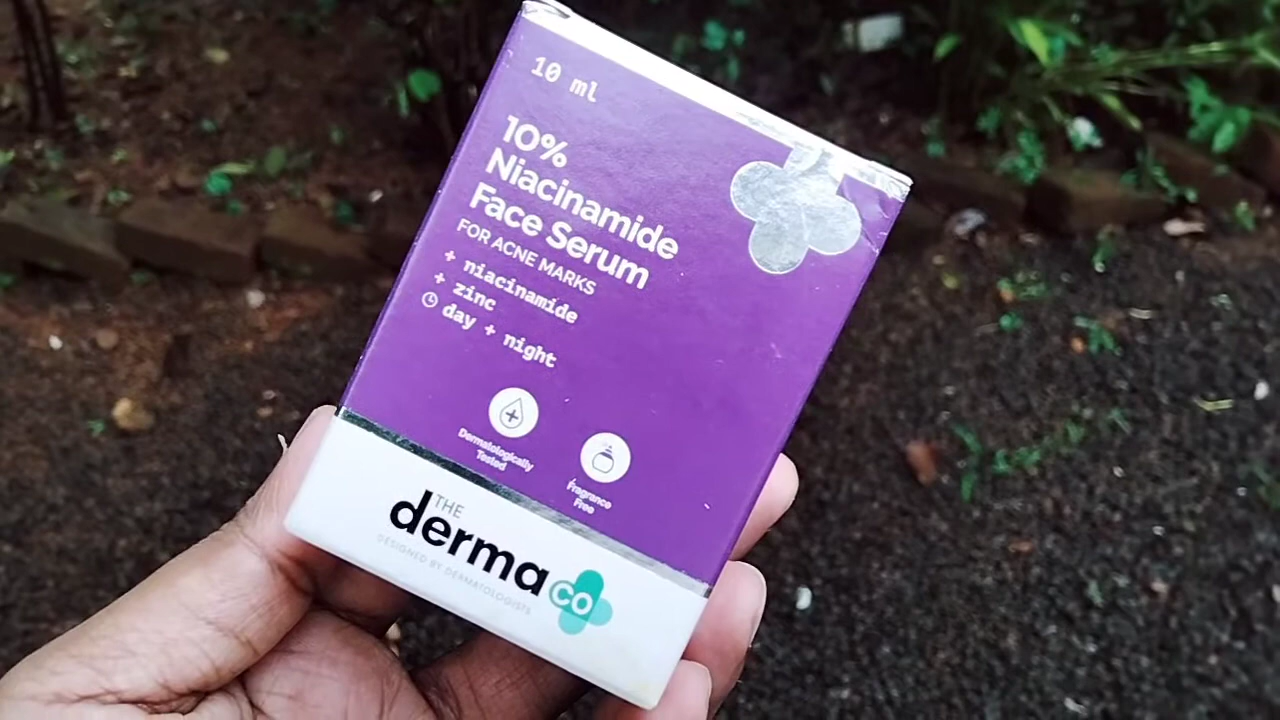 10 ml
10%
Niacinamide
Face Serum
FOR ACNE MARKS
+ niacinamide
+ zinc
day + night
Dermatologically
Tested
Fragrance
Free
THE
derma
co
DESIGNED BY DERMATOLOGISTS